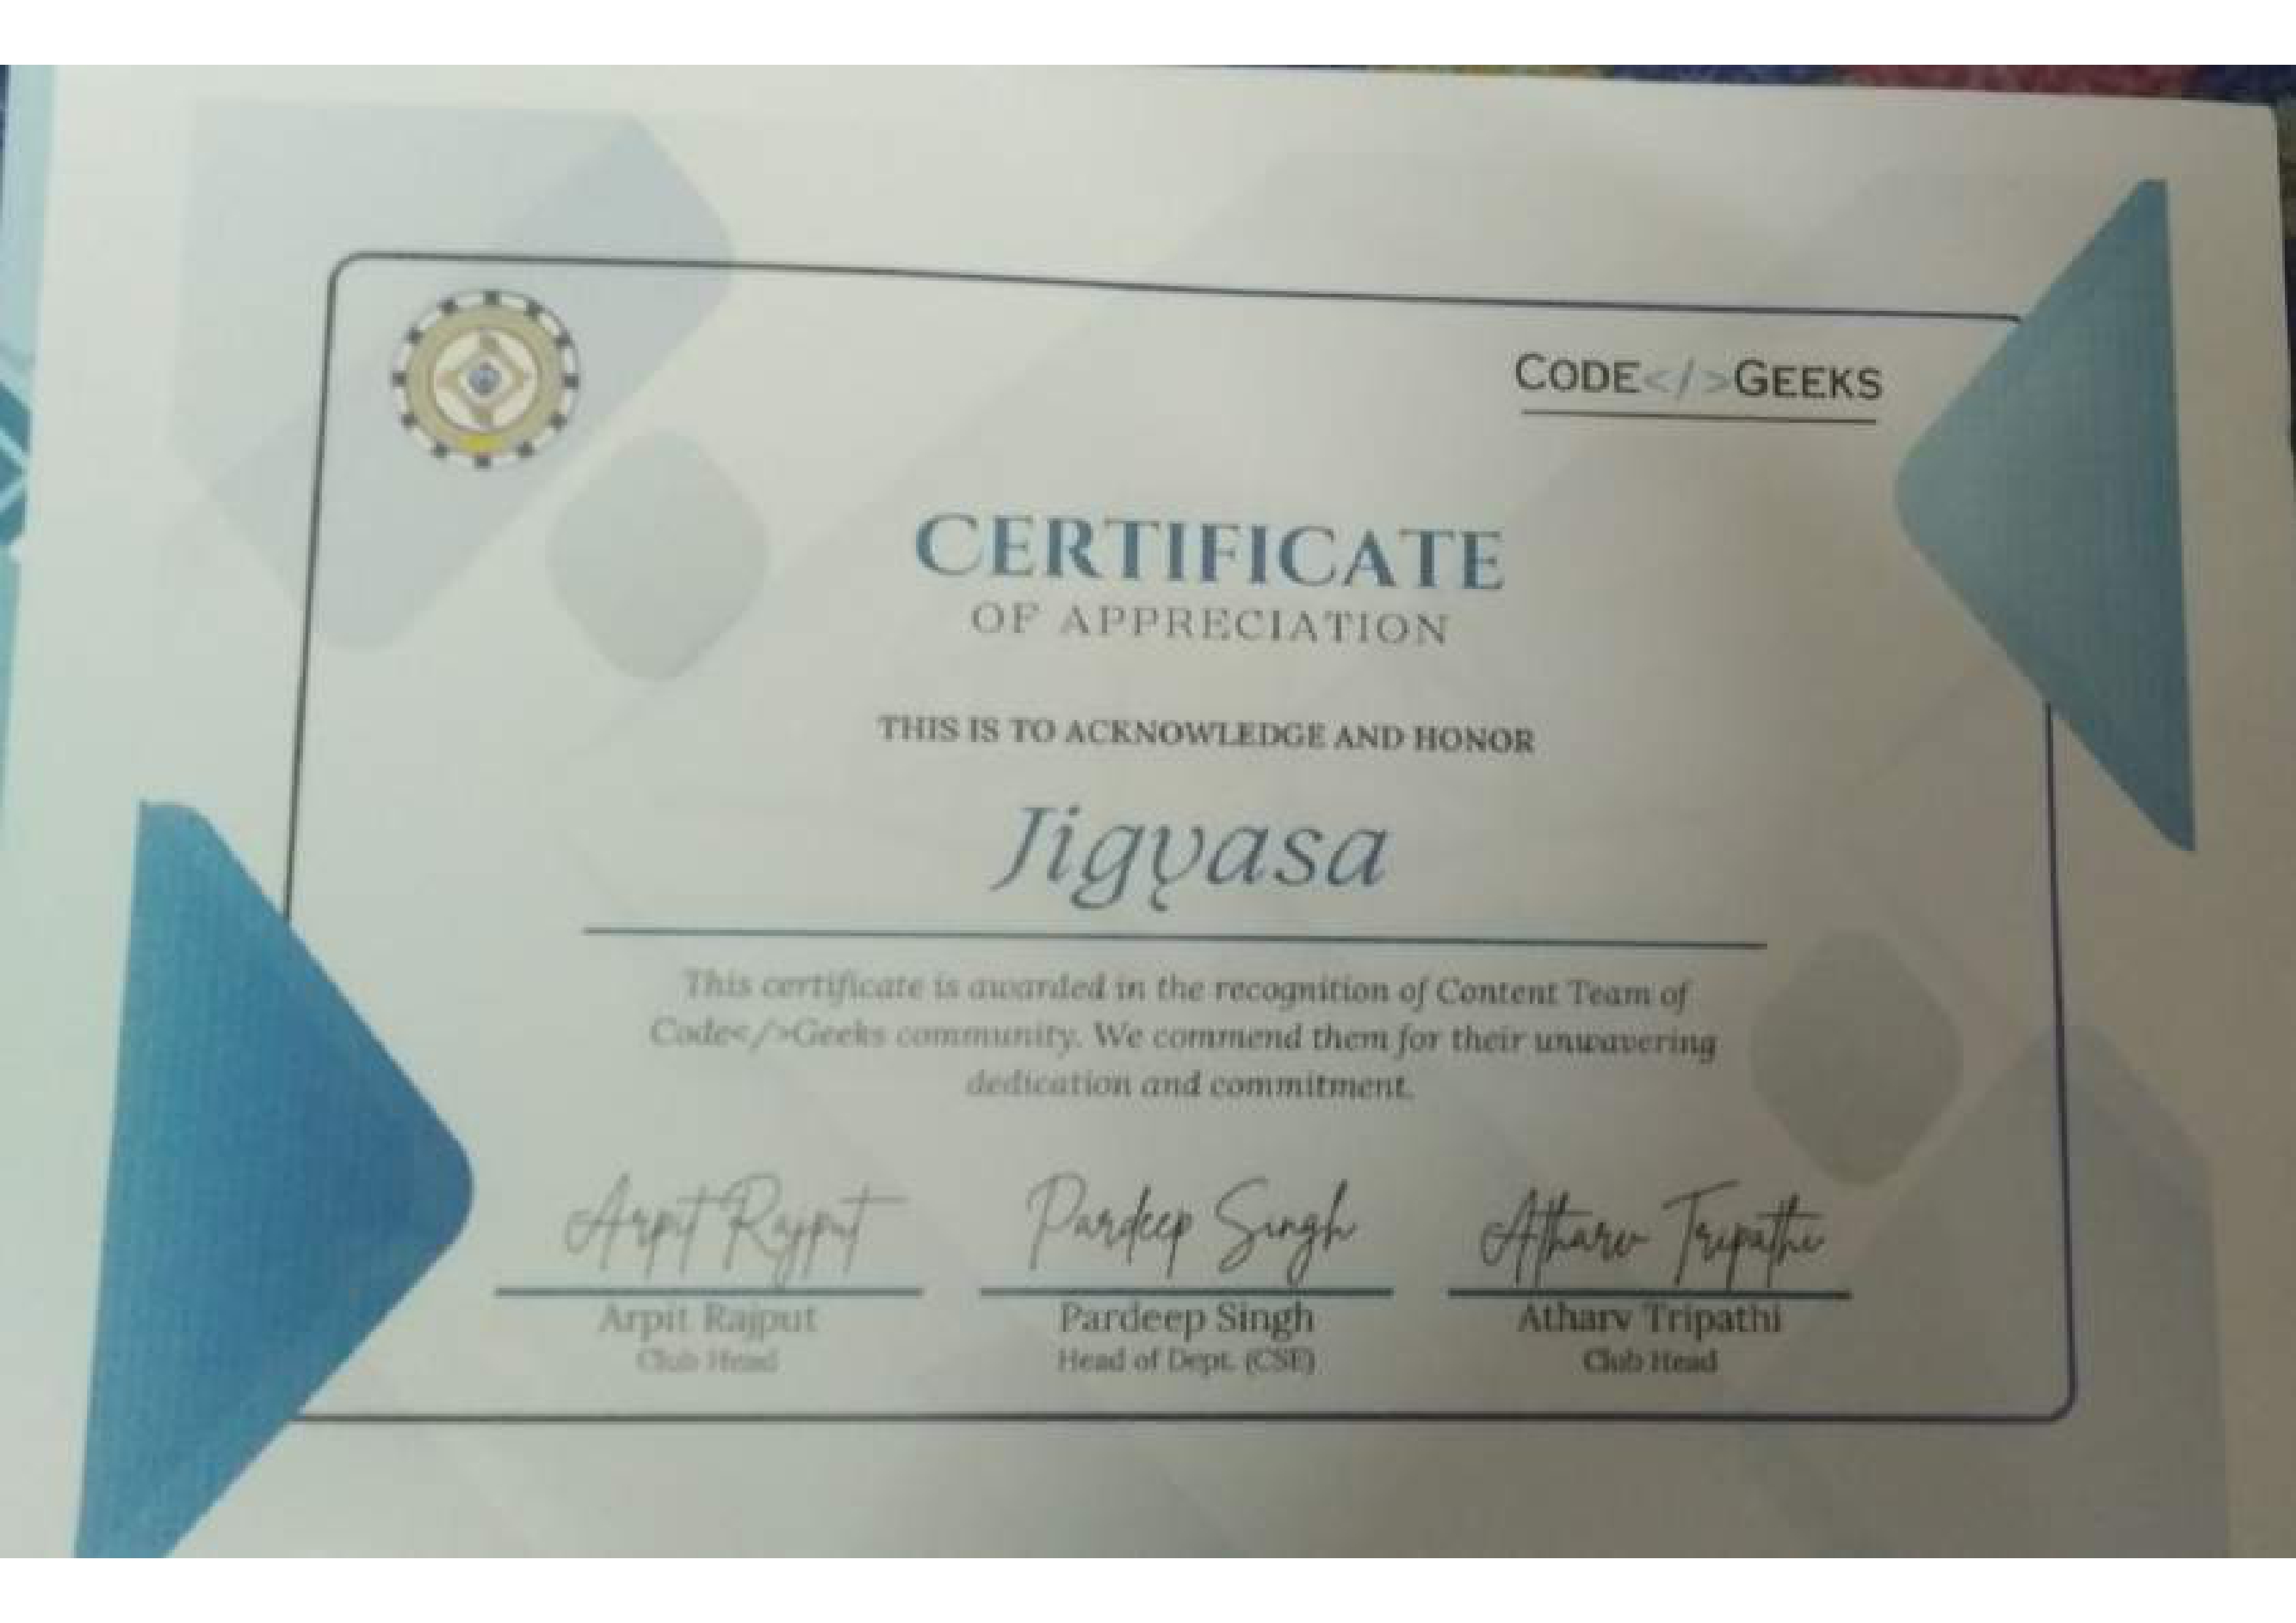 CODE</>GEEKS
CERTIFICATE
OF APPRECIATION
THIS IS TO ACKNOWLEDGE AND HONOR
Jigyasa
This certificate is awarded in the recognition of Content Team of
Code</>Geeks community. We commend them for their unwavering
dedication and commitment.
Arpit Rajput Pardeep Singh Atharv Tripathi
Arpit Rajput Pardeep Singh Atharv Tripathi
Club Head Head of Dept. (CSE) Club Head